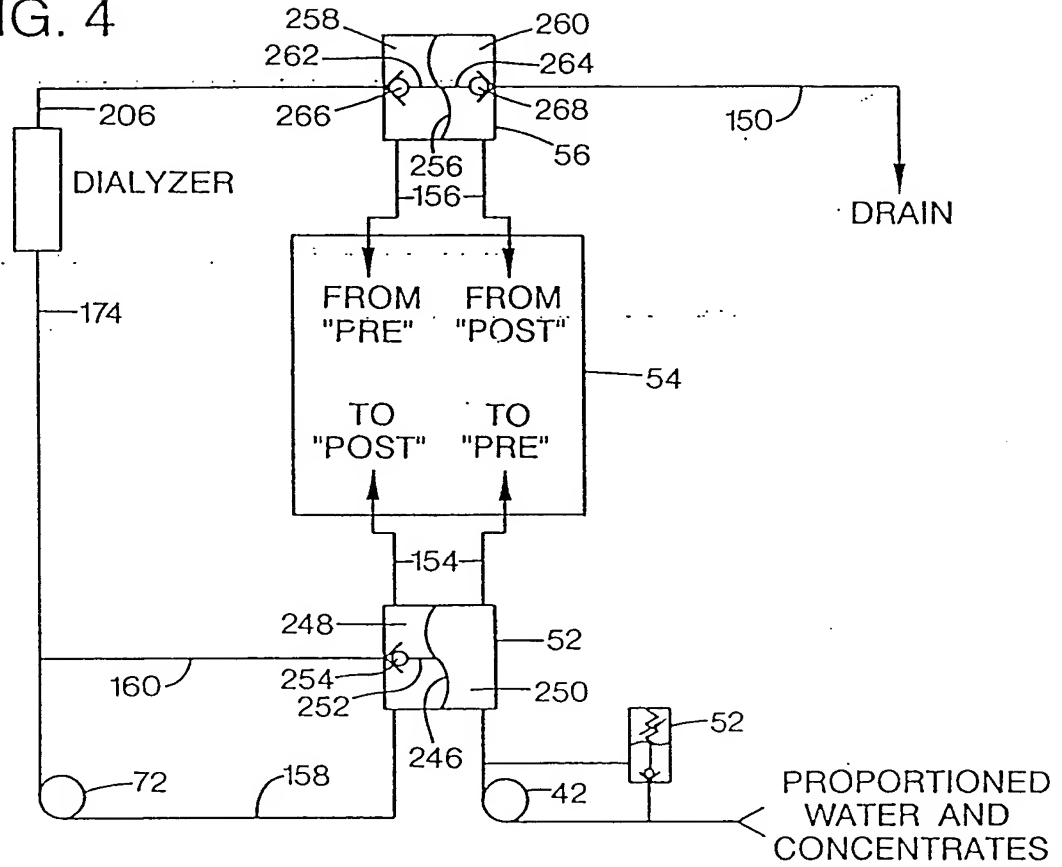 IG. 4
258
260
262
264
206
266
268
150
256
56
DIALYZER
156
DRAIN
174
FROM
"PRE"
FROM
"POST"
54
TO
"POST"
TO
"PRE"
154
248
52
160
254
252
250
246
52
72
158
42
PROPORTIONED
WATER AND
CONCENTRATES